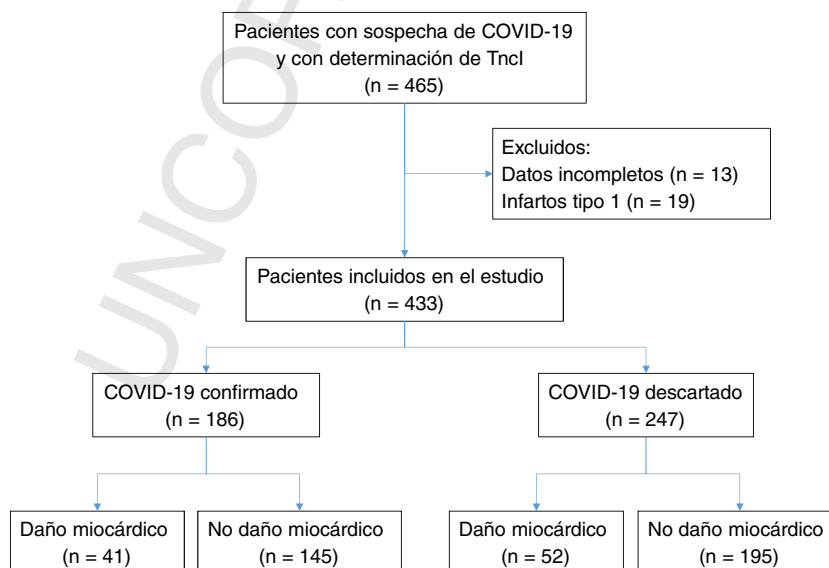 Pacientes con sospecha de COVID-19
y con determinación de TncI
(n = 465)
Excluidos:
Datos incompletos (n = 13)
Infartos tipo 1 (n = 19)
Pacientes incluidos en el estudio
(n = 433)
COVID-19 confirmado
(n = 186)
COVID-19 descartado
(n = 247)
Daño miocárdico
(n = 41)
No daño miocárdico
(n = 145)
Daño miocárdico
(n = 52)
No daño miocárdico
(n = 195)